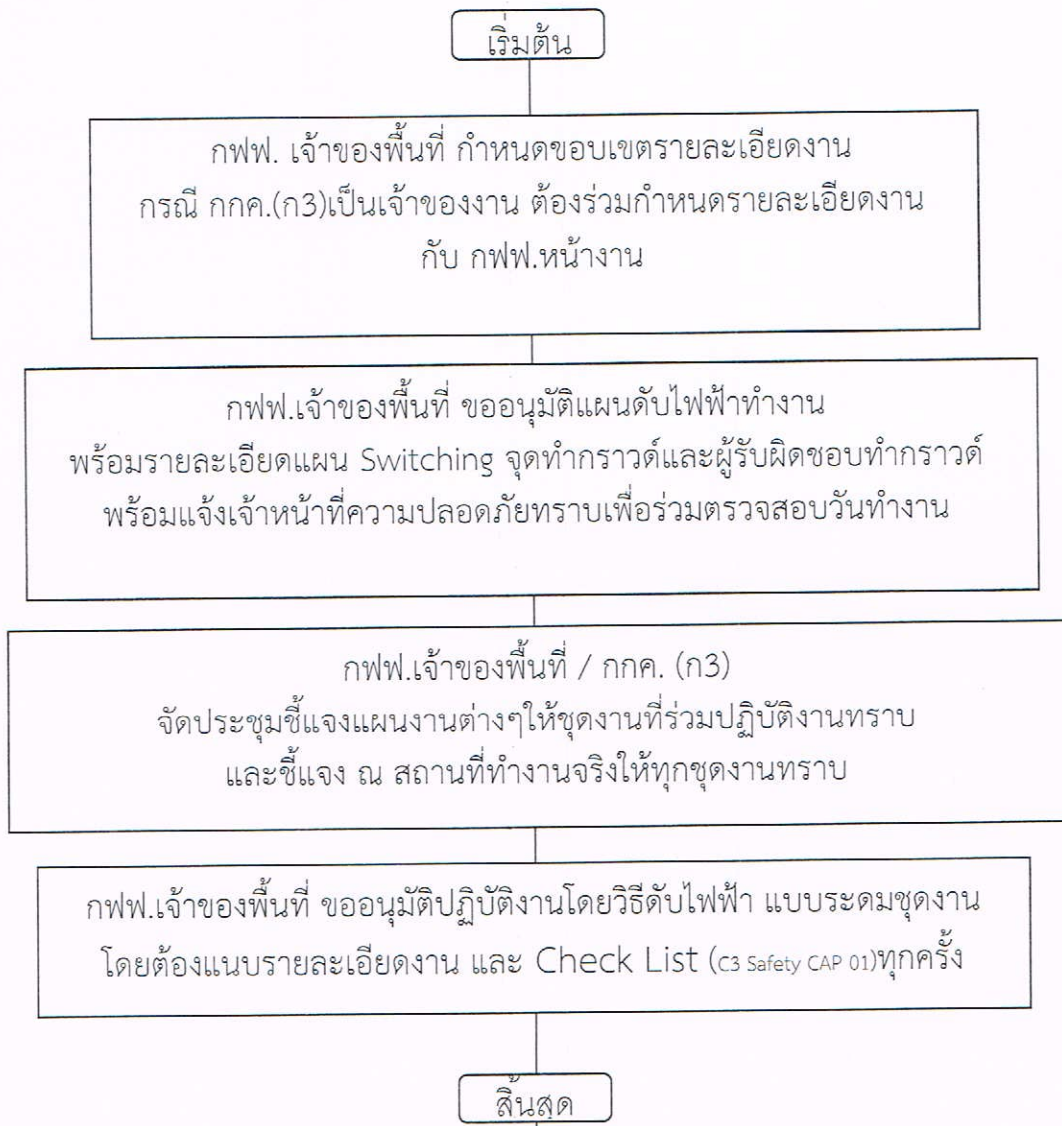 เริ่มต้น
กฟฟ. เจ้าของพื้นที่ กำหนดขอบเขตรายละเอียดงาน
กรณี กกค.(ก3)เป็นเจ้าของงาน ต้องร่วมกำหนดรายละเอียดงาน
กับ กฟฟ.หน้างาน
กฟฟ.เจ้าของพื้นที่ ขออนุมัติแผนดับไฟฟ้าทำงาน
พร้อมรายละเอียดแผน Switching จุดทำกราวด์และผู้รับผิดชอบทำกราวด์
พร้อมแจ้งเจ้าหน้าที่ความปลอดภัยทราบเพื่อร่วมตรวจสอบวันทำงาน
กฟฟ.เจ้าของพื้นที่ / กกค. (ก3)
จัดประชุมชี้แจงแผนงานต่างๆให้ชุดงานที่ร่วมปฏิบัติงานทราบ
และชี้แจง ณ สถานที่ทำงานจริงให้ทุกชุดงานทราบ
กฟฟ.เจ้าของพื้นที่ ขออนุมัติปฏิบัติงานโดยวิธีดับไฟฟ้า แบบระดมชุดงาน
โดยต้องแนบรายละเอียดงาน และ Check List (C3 Safety CAP 01)ทุกครั้ง
สิ้นสุด